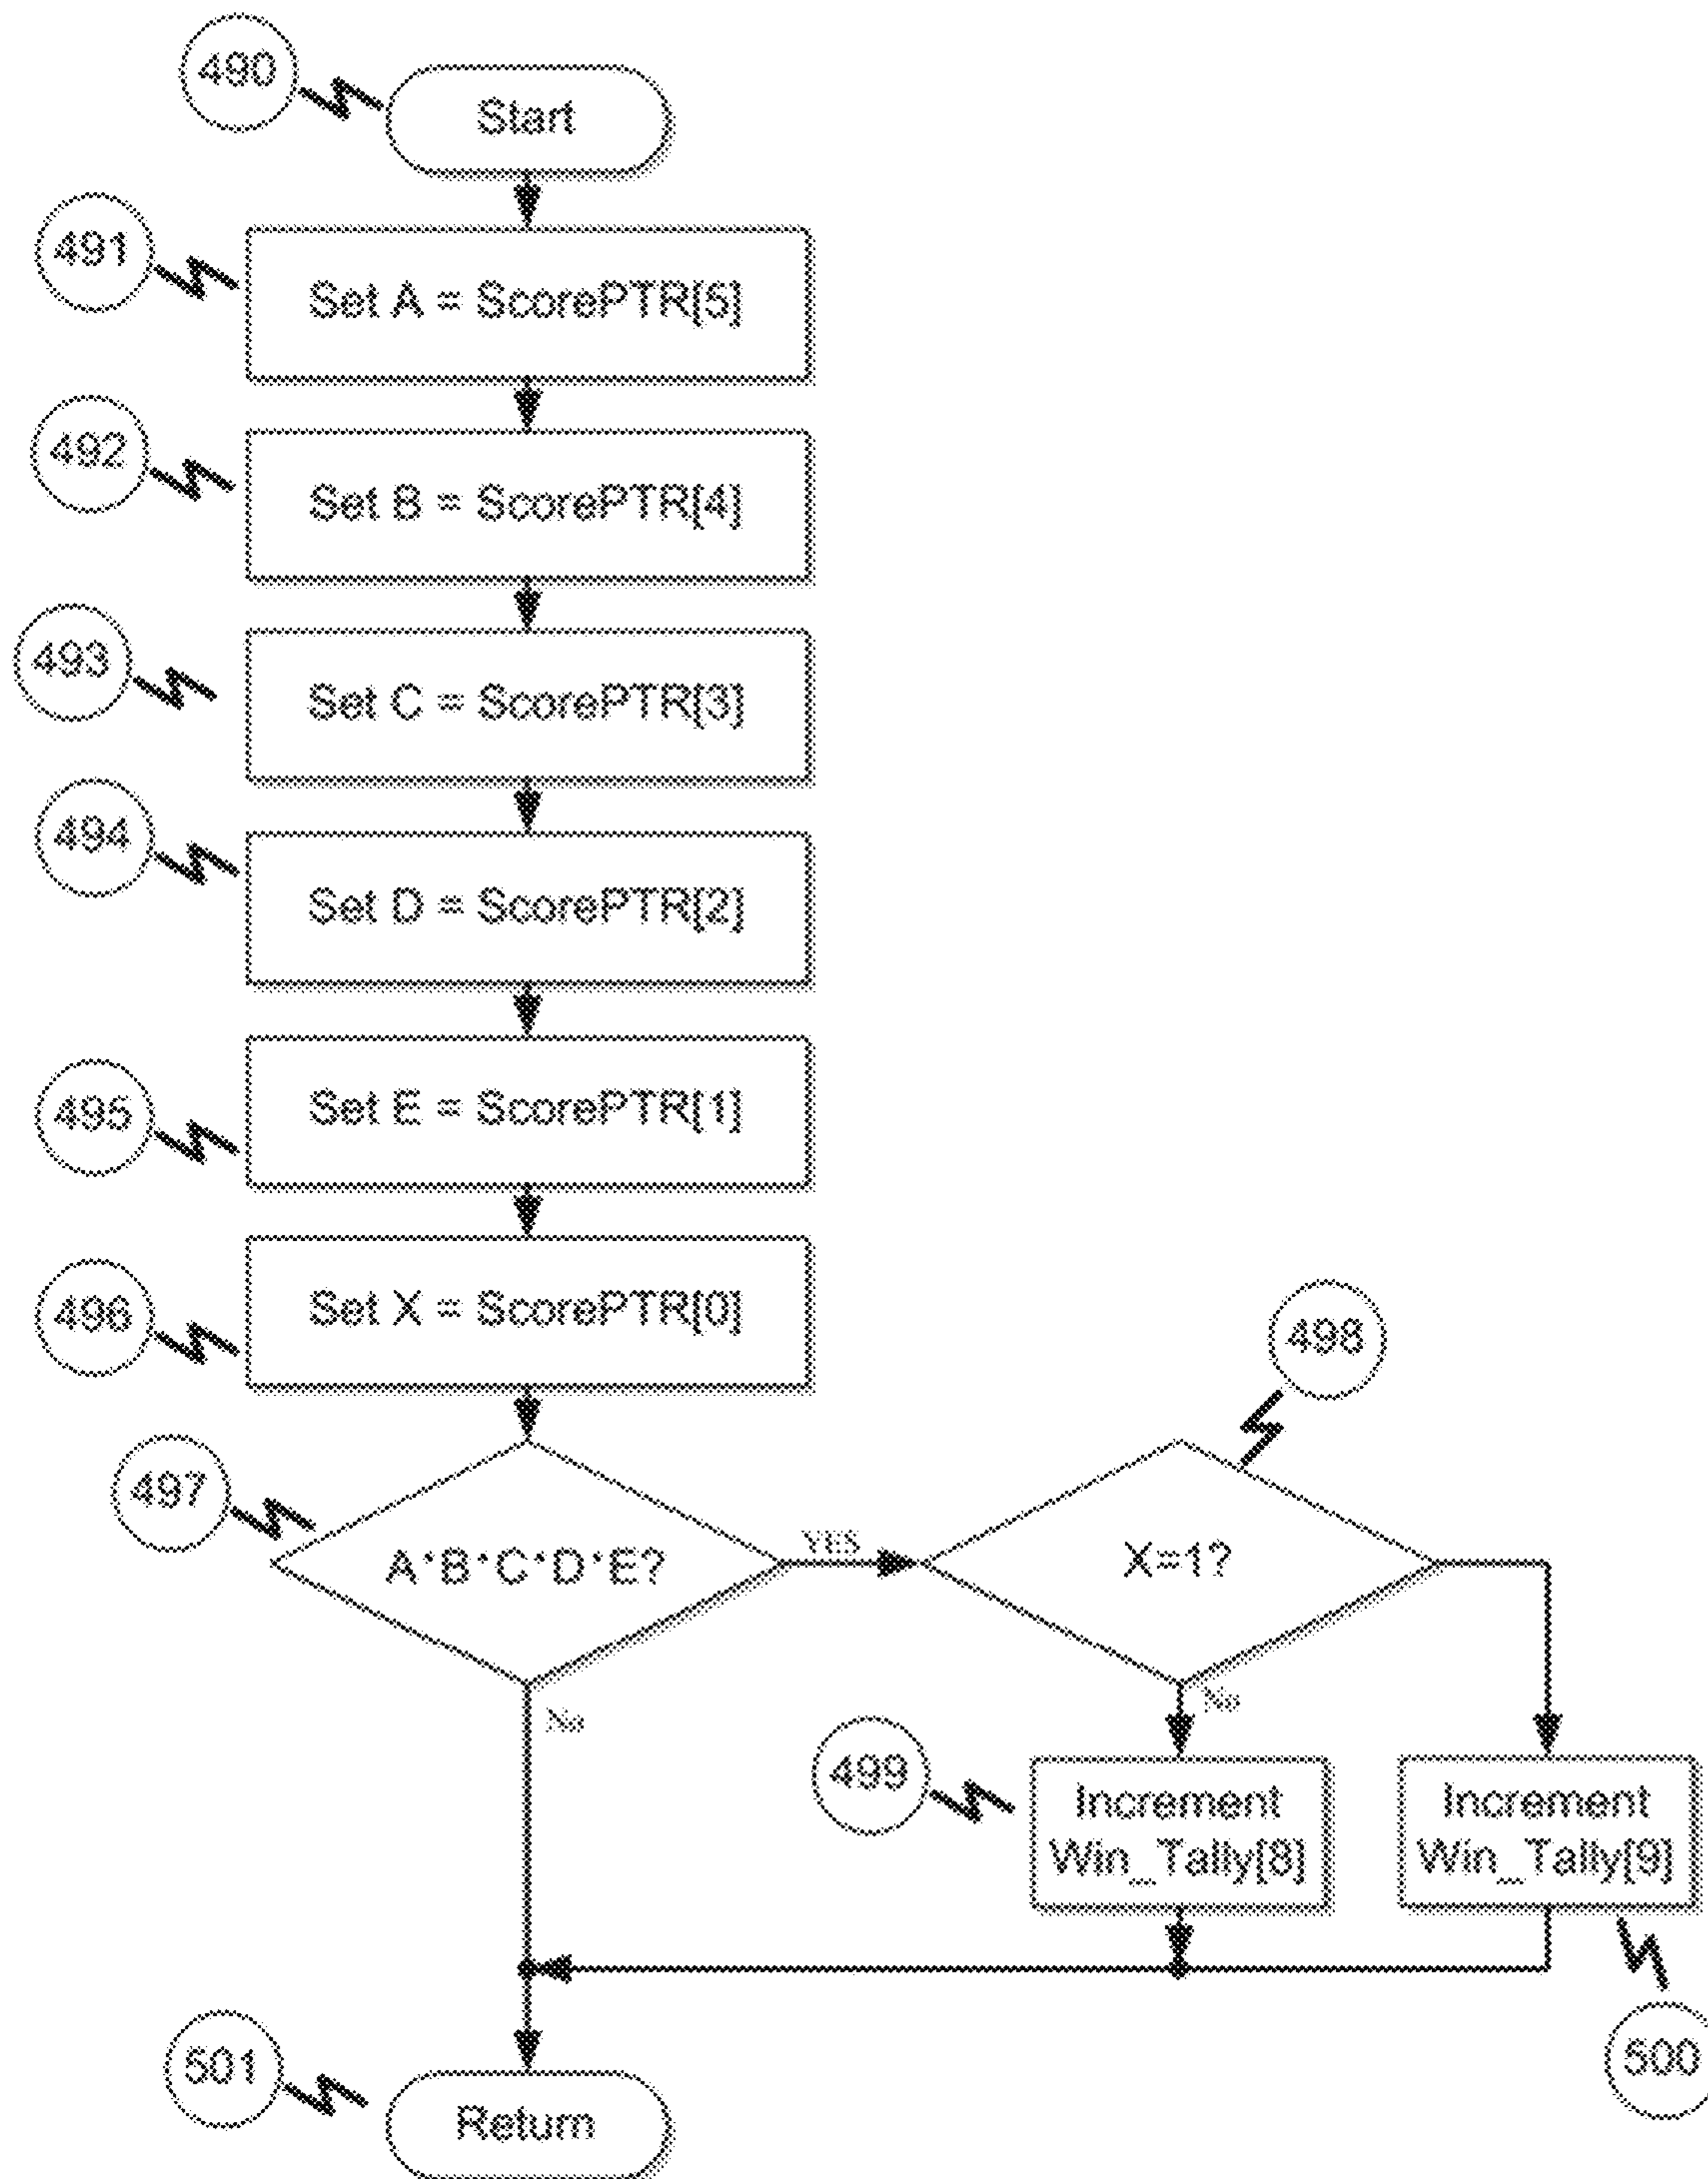 490
Start
491
Set A = ScorePTR[5]
492
Set B = ScorePTR[4]
493
Set C = ScorePTR[3]
494
Set D = ScorePTR[2]
495
Set E = ScorePTR[1]
496
Set X = ScorePTR[0]
497
A*B*C*D*E?
YES
498
X=1?
No
No
499
Increment
Win_Tally[8]
Increment
Win_Tally[9]
500
501
Return